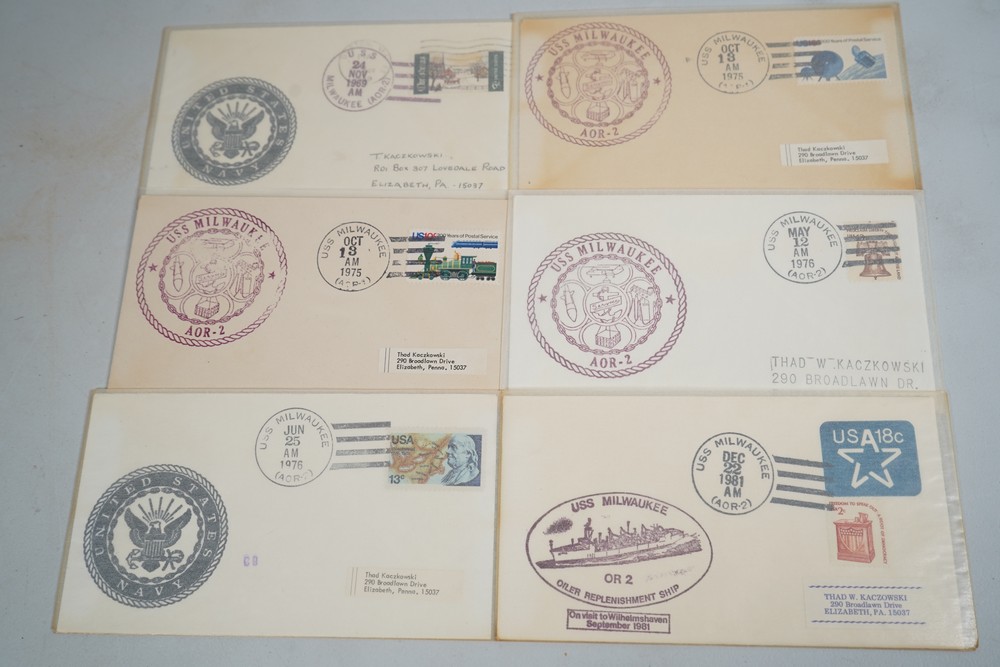 UNITED STATES
NAVY
U.S.S.
24
NOV
1969
AM
MILWAUKEE (AOR-2)
T KACZKOWSKI
RD1 BOX 307 LOVEDALE ROAD
ELIZABETH, PA. 15037
USS MILWAUKEE
AOR-2
USS MILWAUKEE
OCT
13
AM
1975
200 Years of Postal Service
Thad Kaczkowski
290 Broadlawn Drive
Elizabeth, Penna. 15037
USS MILWAUKEE
AOR-2
USS MILWAUKEE
OCT
13
AM
1975
US10c 200 Years of Postal Service
Thad Kaczkowski
290 Broadlawn Drive
Elizabeth, Penna. 15037
USS MILWAUKEE
AOR-2
USS MILWAUKEE
MAY
12
AM
1976
(AOR-2)
THAD W. KACZKOWSKI
290 BROADLAWN DR.
UNITED STATES
NAVY
USS MILWAUKEE
JUN
25
AM
1976
(AOR-2)
USA
13c
Thad Kaczkowski
290 Broadlawn Drive
Elizabeth, Penna. 15037
USS MILWAUKEE
OR 2
OILER REPLENISHMENT SHIP
On visit to Wilhelmshaven
September 1981
USS MILWAUKEE
DEC
22
1981
AM
(AOR-2)
USA 18c
THAD W. KACZOWSKI
290 Broadlawn Drive
ELIZABETH, PA. 15037